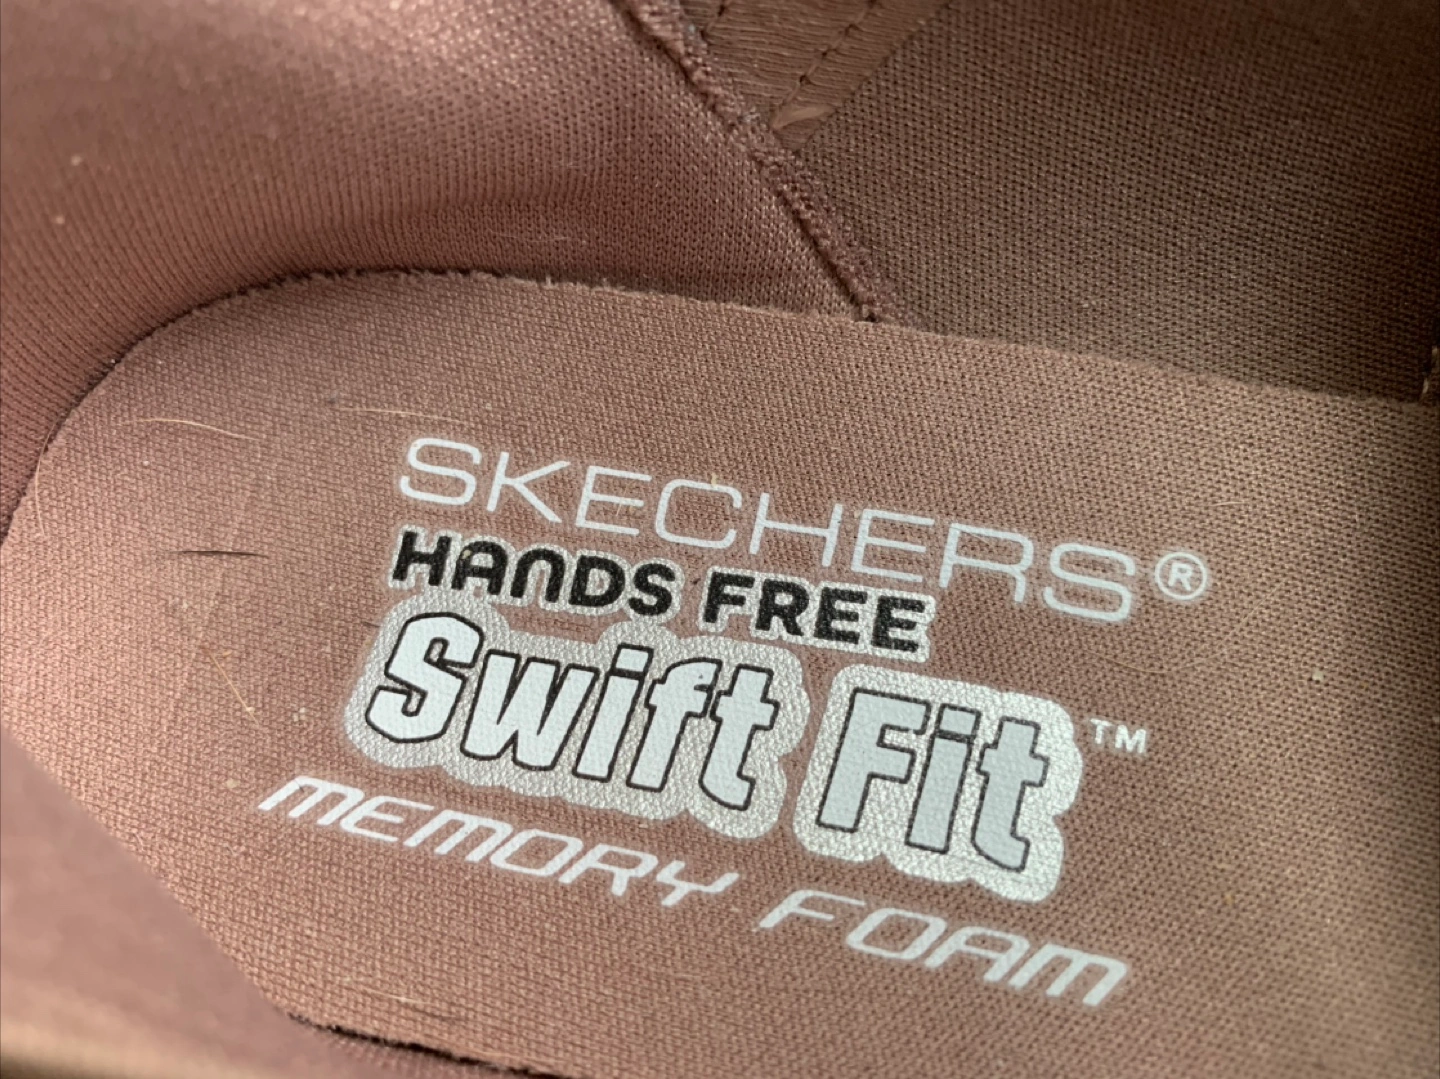 SKECHERS®
HANDS FREE
Swift Fit™
MEMORY FOAM